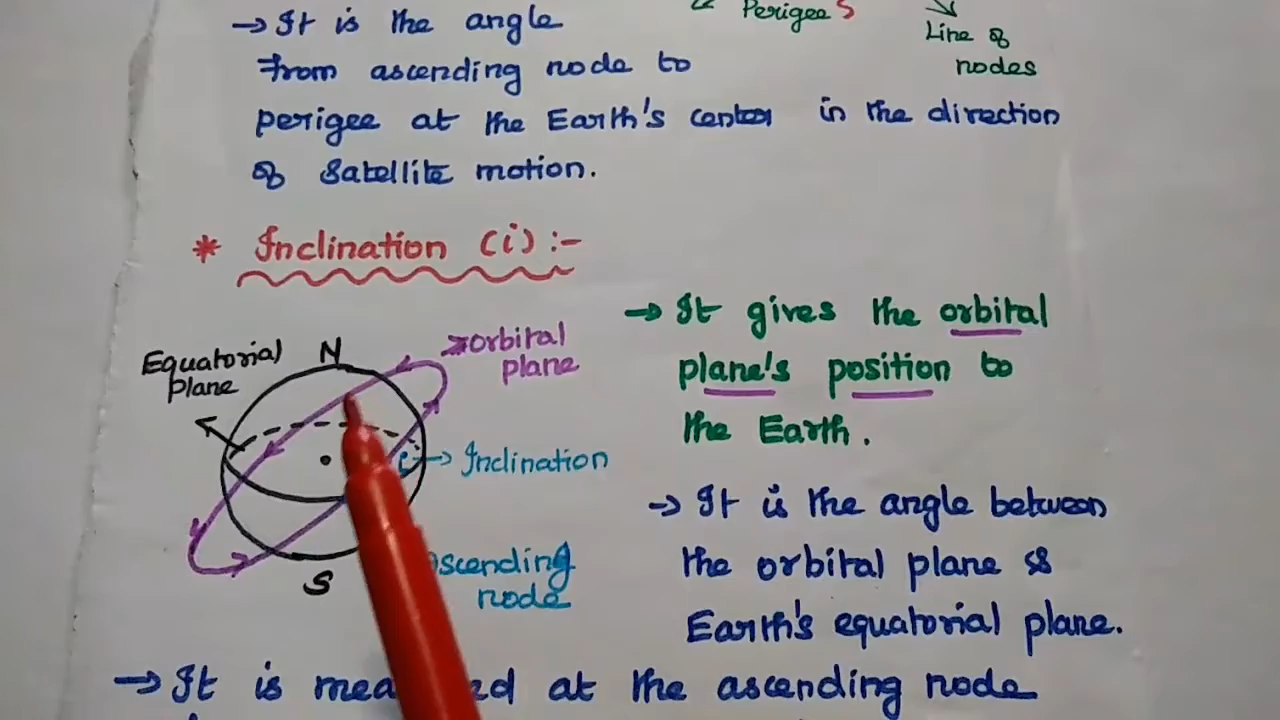 → It is the angle
from ascending node to
perigee at the Earth's center in the direction
of Satellite motion.
Perigee
Line of
nodes
* Inclination (i) :-
Equatorial
plane
N
orbital
plane
i → Inclination
Ascending
node
S
→ It gives the orbital
plane's position to
the Earth.
→ It is the angle between
the orbital plane &
Earth's equatorial plane.
→ It is at the ascending node